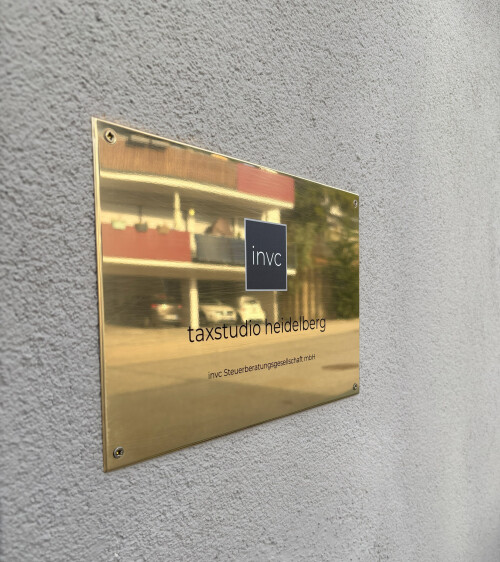 invc
taxstudio heidelberg
invc Steuerberatungsgesellschaft mbH